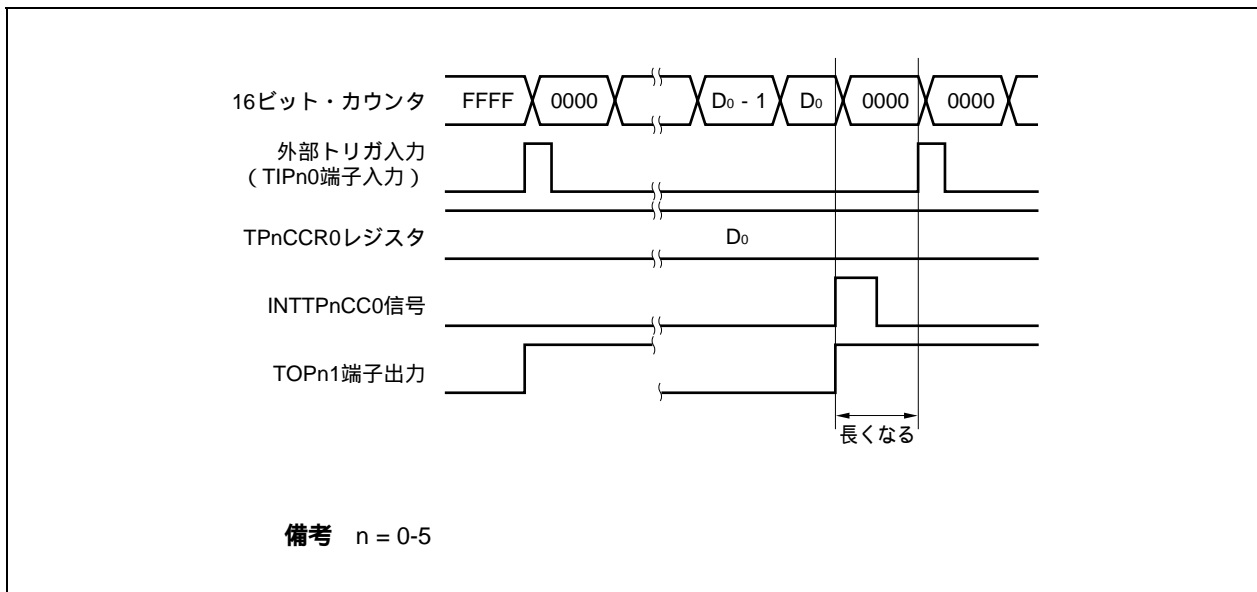 16ビット・カウンタ FFFF 0000 D0 - 1 D0 0000 0000
外部トリガ入力
（TIPn0端子入力）
TPnCCR0レジスタ D0
INTTPnCC0信号
TOPn1端子出力
長くなる
備考 n = 0-5